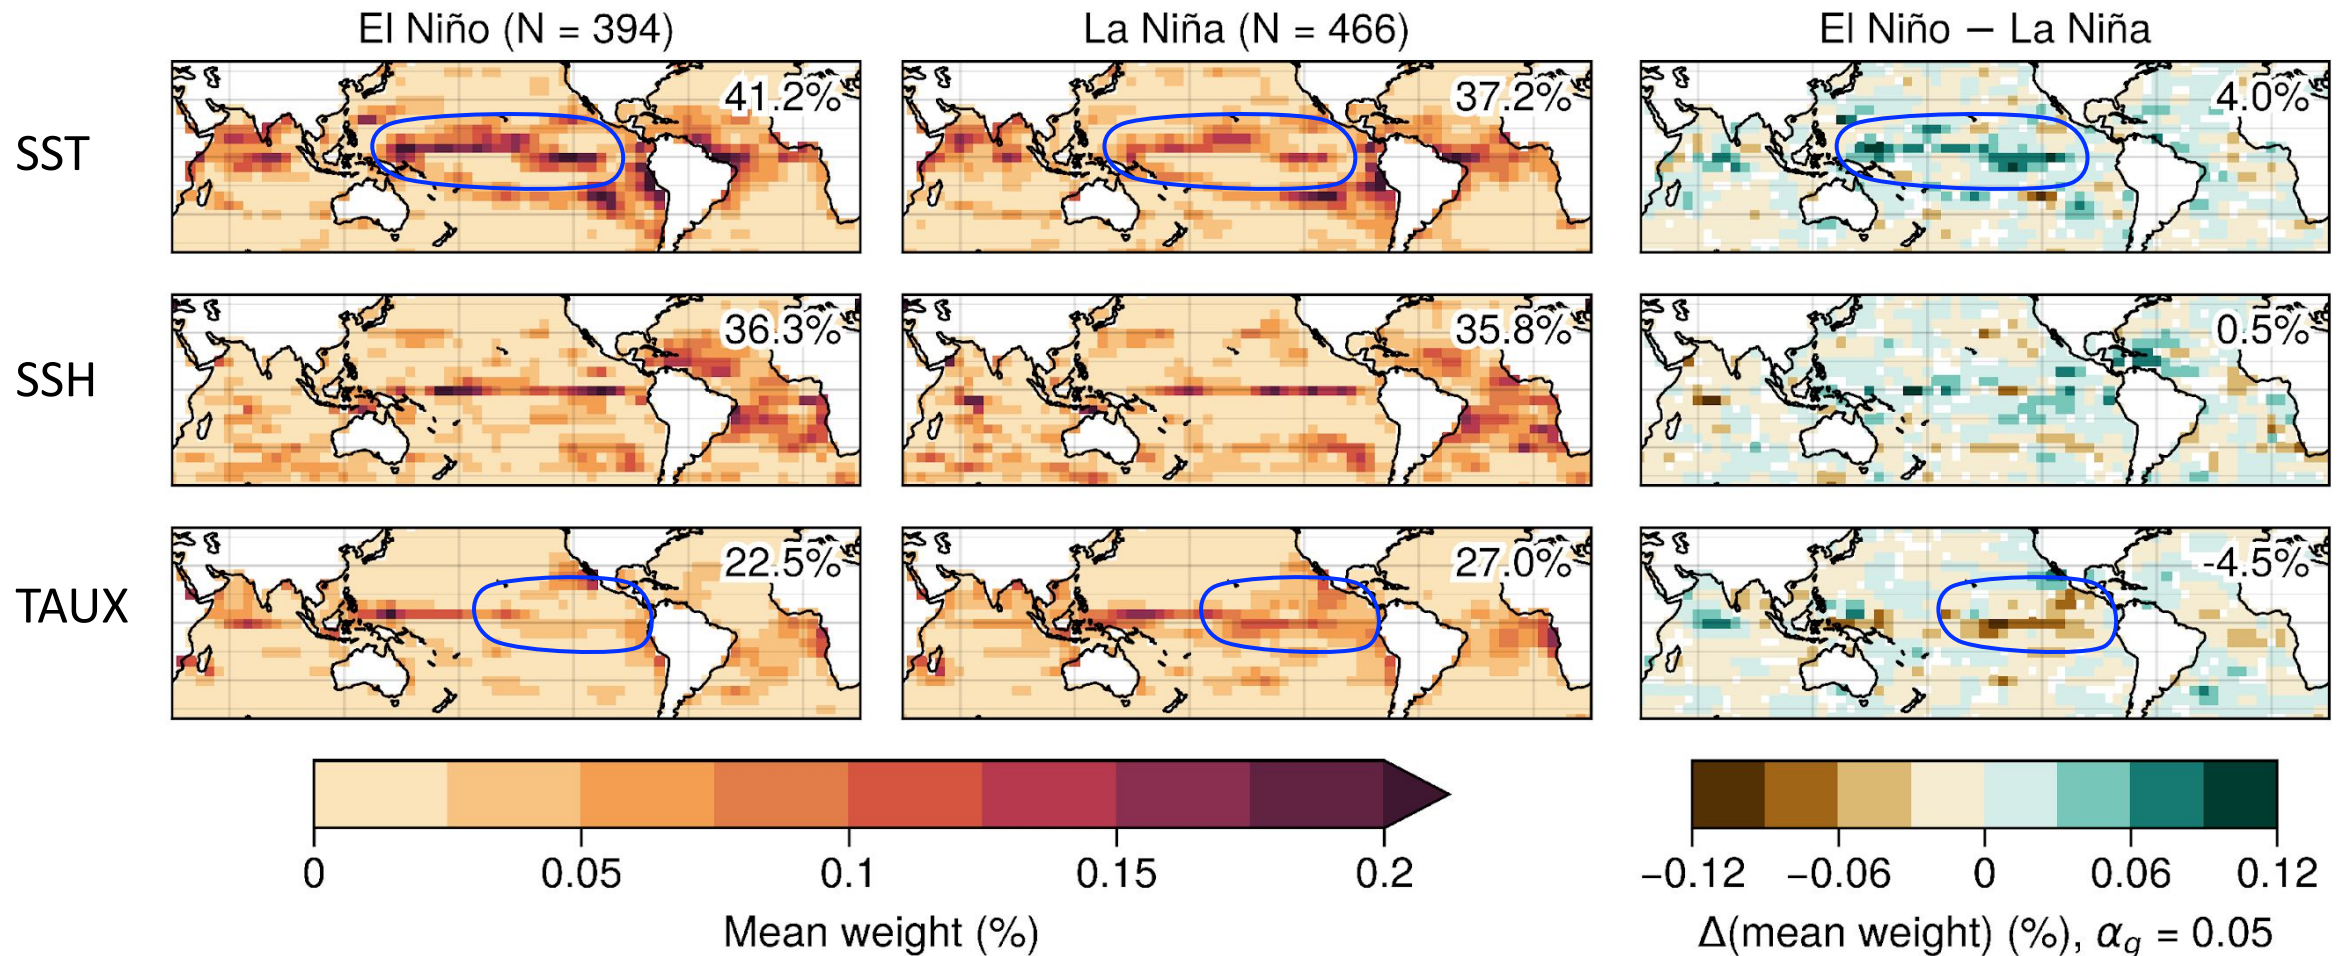 El Niño (N = 394)
La Niña (N = 466)
El Niño − La Niña
SST
41.2%
37.2%
4.0%
SSH
36.3%
35.8%
0.5%
TAUX
22.5%
27.0%
-4.5%
0 0.05 0.1 0.15 0.2
Mean weight (%)
−0.12 −0.06 0 0.06 0.12
Δ(mean weight) (%), αg = 0.05